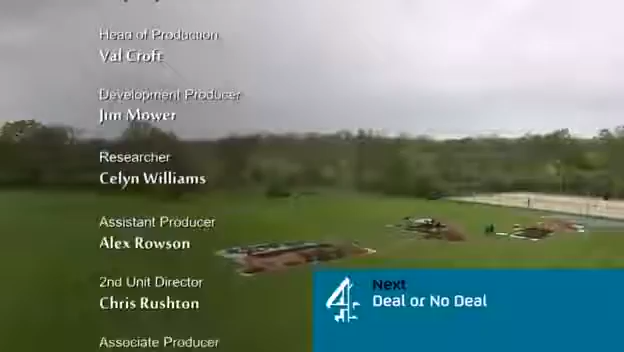 Head of Production
Val Croft
Development Producer
Jim Mower
Researcher
Celyn Williams
Assistant Producer
Alex Rowson
2nd Unit Director
Chris Rushton
Associate Producer
4
Next
Deal or No Deal